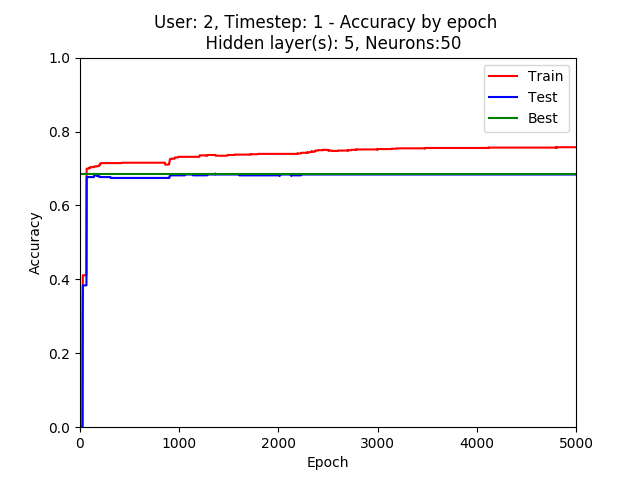 User: 2, Timestep: 1 - Accuracy by epoch
Hidden layer(s): 5, Neurons:50
1.0
0.8
0.6
0.4
0.2
0.0
Accuracy
Train
Test
Best
0 1000 2000 3000 4000 5000
Epoch